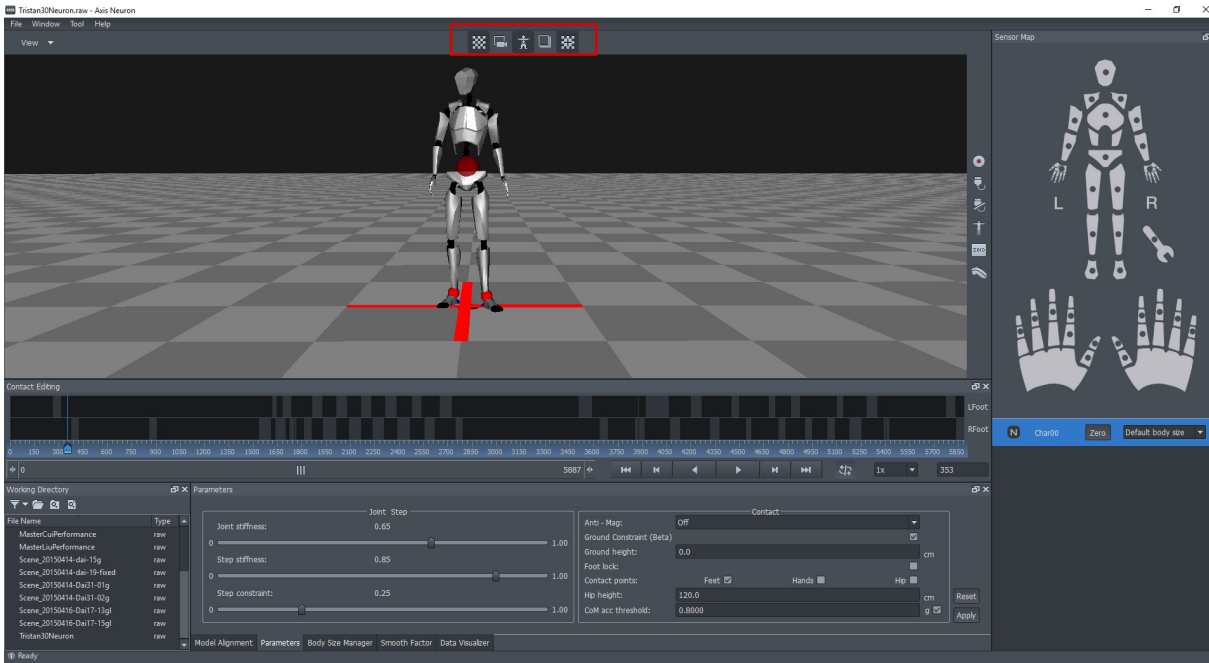 Tristan30Neuron.raw - Axis Neuron
File Window Tool Help
View
Sensor Map
L R
zero
Contact Editing
LFoot
RFoot
0 150 300 450 600 750 900 1050 1200 1350 1500 1650 1800 1950 2100 2250 2400 2550 2700 2850 3000 3150 3300 3450 3600 3750 3900 4050 4200 4350 4500 4650 4800 4950 5100 5250 5400 5550 5700 5850
N Char00 Zero Default body size
0 5887 1x 353
Working Directory
File Name Type
MasterCuiPerformance raw
MasterLiuPerformance raw
Scene_20150414-dai-15g raw
Scene_20150414-dai-19-fixed raw
Scene_20150414-Dai31-01g raw
Scene_20150414-Dai31-02g raw
Scene_20150416-Dai17-13gl raw
Scene_20150416-Dai17-15gl raw
Tristan30Neuron raw
Parameters
Joint Step
Joint stiffness: 0.65
0 1.00
Step stiffness: 0.85
0 1.00
Step constraint: 0.25
0 1.00
Contact
Anti - Mag: Off
Ground Constraint (Beta)
Ground height: 0.0 cm
Foot lock:
Contact points: Feet Hands Hip
Hip height: 120.0 cm
CoM acc threshold: 0.8000 g
Reset
Apply
Model Alignment Parameters Body Size Manager Smooth Factor Data Visualizer
Ready